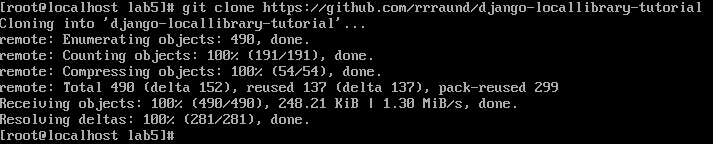 [root@localhost lab5]# git clone https://github.com/rrraund/django-locallibrary-tutorial
Cloning into 'django-locallibrary-tutorial'...
remote: Enumerating objects: 490, done.
remote: Counting objects: 100% (191/191), done.
remote: Compressing objects: 100% (54/54), done.
remote: Total 490 (delta 152), reused 137 (delta 137), pack-reused 299
Receiving objects: 100% (490/490), 248.21 KiB | 1.30 MiB/s, done.
Resolving deltas: 100% (281/281), done.
[root@localhost lab5]#